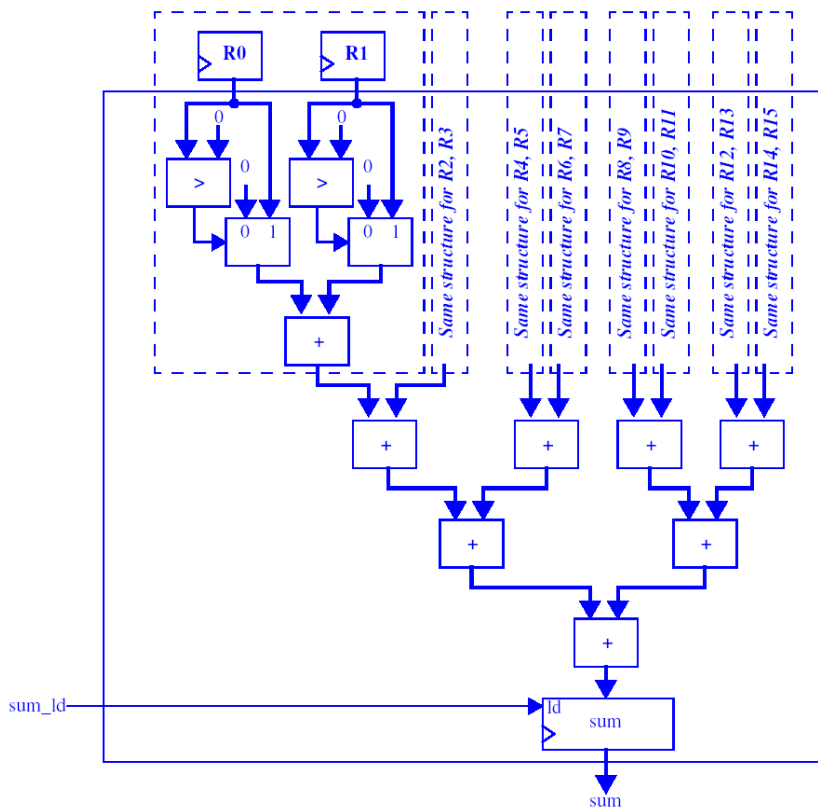 R0 R1
0 0
> 0 > 0
0 1 0 1
+
Same structure for R2, R3
Same structure for R4, R5
Same structure for R6, R7
Same structure for R8, R9
Same structure for R10, R11
Same structure for R12, R13
Same structure for R14, R15
+ + + +
+ +
+
sum_ld ld sum
sum